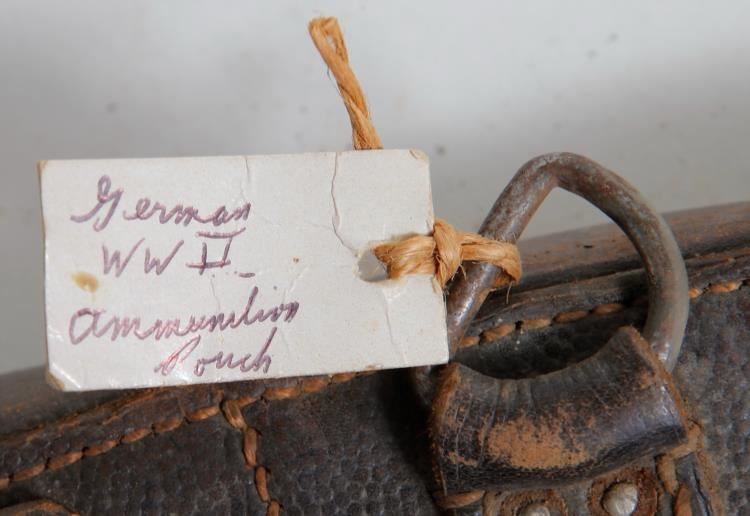 German
WW II
Ammunition
Pouch